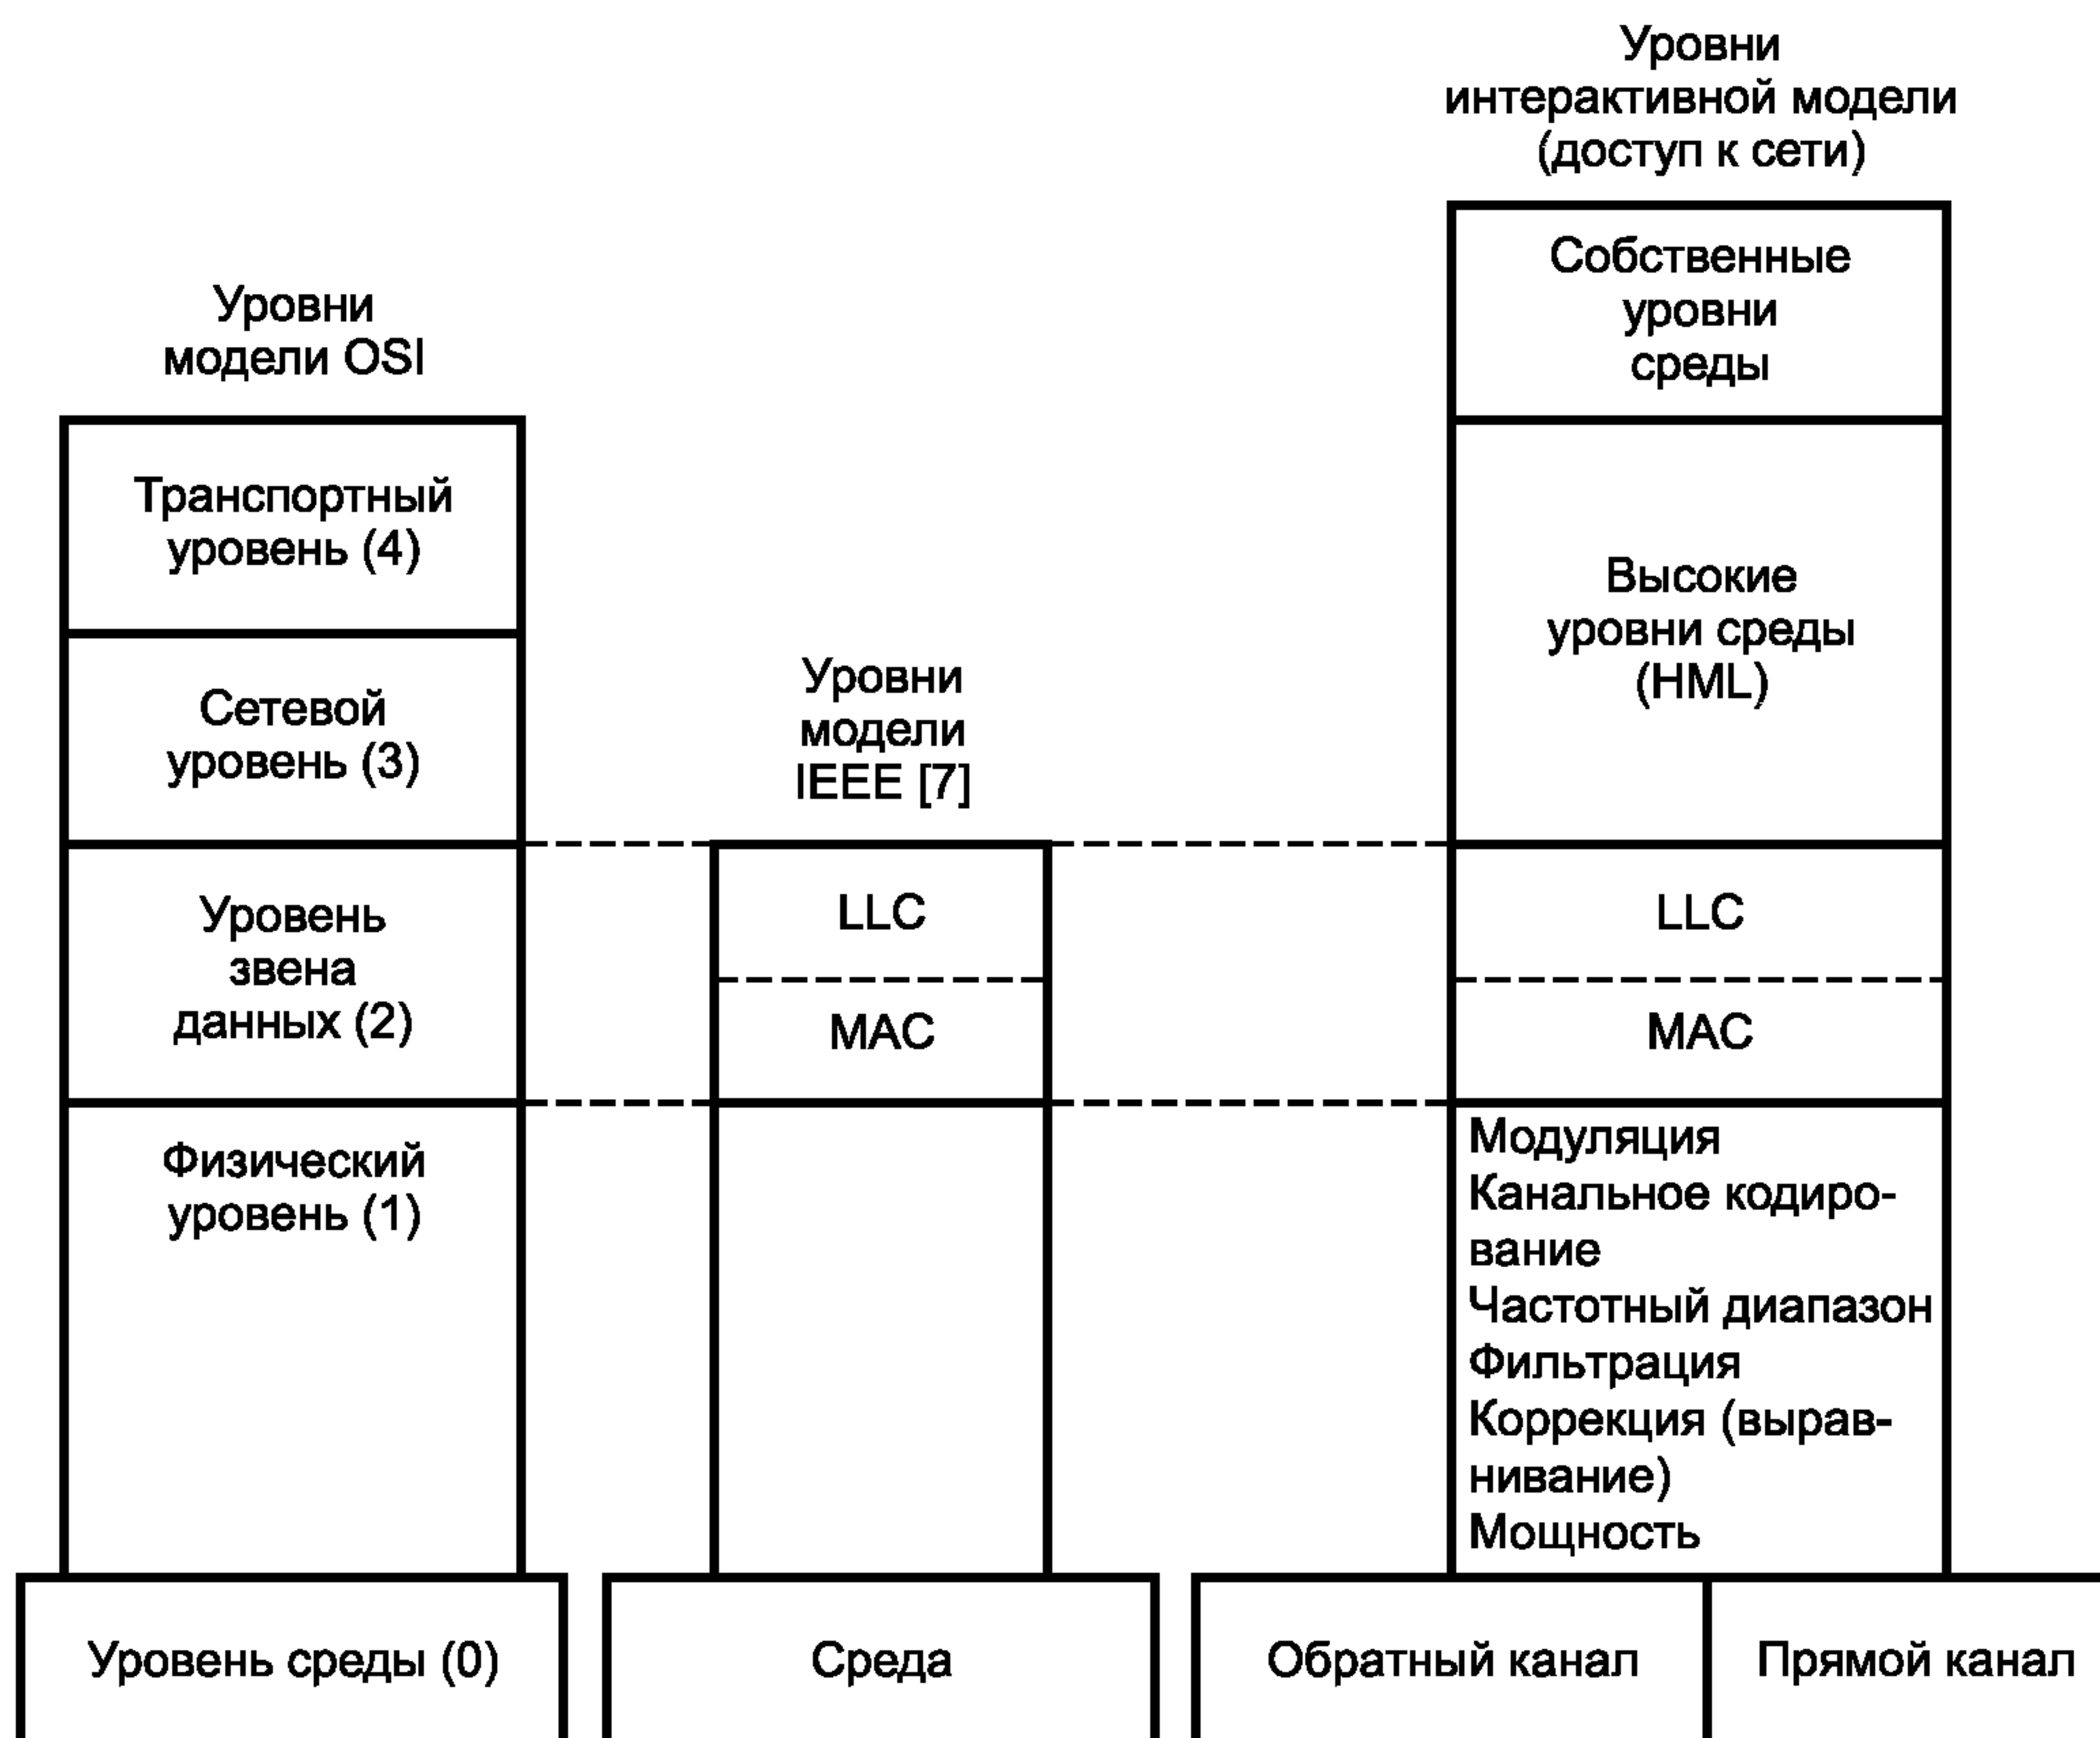 Уровни
модели OSI
Транспортный
уровень (4)
Сетевой
уровень (3)
Уровень
звена
данных (2)
Физический
уровень (1)
Уровень среды (0)
Уровни
модели
IEEE [7]
LLC
MAC
Среда
Уровни
интерактивной модели
(доступ к сети)
Собственные
уровни
среды
Высокие
уровни среды
(HML)
LLC
MAC
Модуляция
Канальное кодиро-
вание
Частотный диапазон
Фильтрация
Коррекция (вырав-
нивание)
Мощность
Обратный канал
Прямой канал